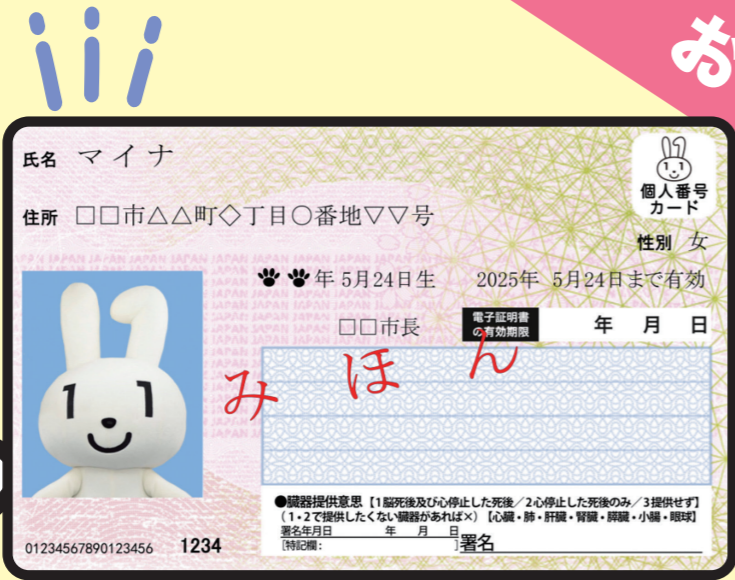 お
氏名 マイナ
個人番号
カード
住所 □□市△△町◇丁目○番地▽▽号
性別 女
年 5月24日生 2025年 5月24日まで有効
□□市長
電子証明書
の有効期限
年 月 日
みほん
●臓器提供意思【1脳死後及び心停止した死後／2心停止した死後のみ／3提供せず】
（1・2で提供したくない臓器があれば×）【心臓・肺・肝臓・腎臓・膵臓・小腸・眼球】
署名年月日 年 月 日
[特記欄： ]署名
01234567890123456 1234
JAPAN JAPAN JAPAN JAPAN JAPAN